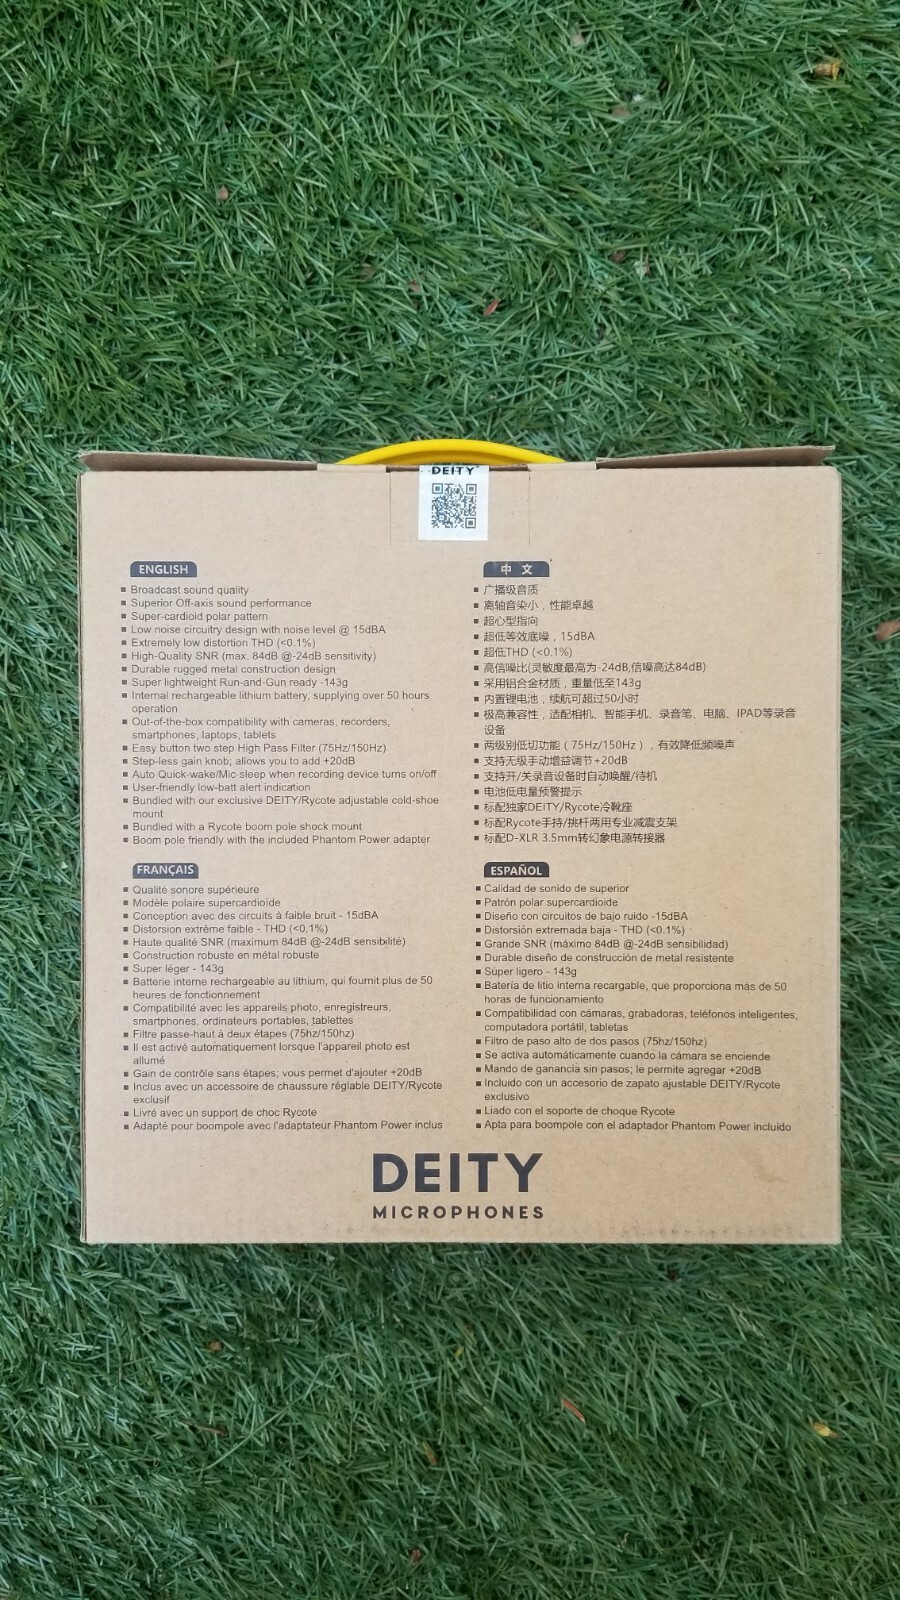 DEITY
ENGLISH
▪ Broadcast sound quality
▪ Superior Off-axis sound performance
▪ Super-cardioid polar pattern
▪ Low noise circuitry design with noise level @ 15dBA
▪ Extremely low distortion THD (<0.1%)
▪ High-Quality SNR (max. 84dB @-24dB sensitivity)
▪ Durable rugged metal construction design
▪ Super lightweight Run-and-Gun ready -143g
▪ Internal rechargeable lithium battery, supplying over 50 hours
operation
▪ Out-of-the-box compatibility with cameras, recorders,
smartphones, laptops, tablets
▪ Easy button two step High Pass Filter (75Hz/150Hz)
▪ Step-less gain knob; allows you to add +20dB
▪ Auto Quick-wake/Mic-sleep when recording device turns on/off
▪ User-friendly low-batt alert indication
▪ Bundled with our exclusive DEITY/Rycote adjustable cold-shoe
mount
▪ Bundled with a Rycote boom pole shock mount
▪ Boom pole friendly with the included Phantom Power adapter
中 文
▪ 广播级音质
▪ 离轴音染小，性能卓越
▪ 超心型指向
▪ 超低等效底噪，15dBA
▪ 超低THD (<0.1%)
▪ 高信噪比(灵敏度最高为-24dB,信噪高达84dB)
▪ 采用铝合金材质，重量低至143g
▪ 内置锂电池，续航可超过50小时
▪ 极高兼容性，适配相机、智能手机、录音笔、电脑、IPAD等录音
设备
▪ 两级别低切功能（75Hz/150Hz），有效降低频噪声
▪ 支持无级手动增益调节+20dB
▪ 支持开/关录音设备时自动唤醒/待机
▪ 电池低电量预警提示
▪ 标配独家DEITY/Rycote冷靴座
▪ 标配Rycote手持/挑杆两用专业减震支架
▪ 标配D-XLR 3.5mm转幻象电源转接器
FRANÇAIS
▪ Qualité sonore supérieure
▪ Modèle polaire supercardioïde
▪ Conception avec des circuits à faible bruit - 15dBA
▪ Distorsion extrême faible - THD (<0.1%)
▪ Haute qualité SNR (maximum 84dB @-24dB sensibilité)
▪ Construction robuste en métal robuste
▪ Super léger - 143g
▪ Batterie interne rechargeable au lithium, qui fournit plus de 50
heures de fonctionnement
▪ Compatibilité avec les appareils photo, enregistreurs,
smartphones, ordinateurs portables, tablettes
▪ Filtre passe-haut à deux étapes (75hz/150hz)
▪ Il est activé automatiquement lorsque l'appareil photo est
allumé
▪ Gain de contrôle sans étapes; vous permet d'ajouter +20dB
▪ Inclus avec un accessoire de chaussure réglable DEITY/Rycote
exclusif
▪ Livré avec un support de choc Rycote
▪ Adapté pour boompole avec l'adaptateur Phantom Power inclus
ESPAÑOL
▪ Calidad de sonido de superior
▪ Patrón polar supercardioide
▪ Diseño con circuitos de bajo ruido -15dBA
▪ Distorsión extremada baja - THD (<0.1%)
▪ Grande SNR (máximo 84dB @-24dB sensibilidad)
▪ Durable diseño de construcción de metal resistente
▪ Súper ligero - 143g
▪ Batería de litio interna recargable, que proporciona más de 50
horas de funcionamiento
▪ Compatibilidad con cámaras, grabadoras, teléfonos inteligentes,
computadora portátil, tabletas
▪ Filtro de paso alto de dos pasos (75hz/150hz)
▪ Se activa automáticamente cuando la cámara se enciende
▪ Mando de ganancia sin pasos; le permite agregar +20dB
▪ Incluido con un accesorio de zapato ajustable DEITY/Rycote
exclusivo
▪ Liado con el soporte de choque Rycote
▪ Apta para boompole con el adaptador Phantom Power incluido
DEITY
MICROPHONES